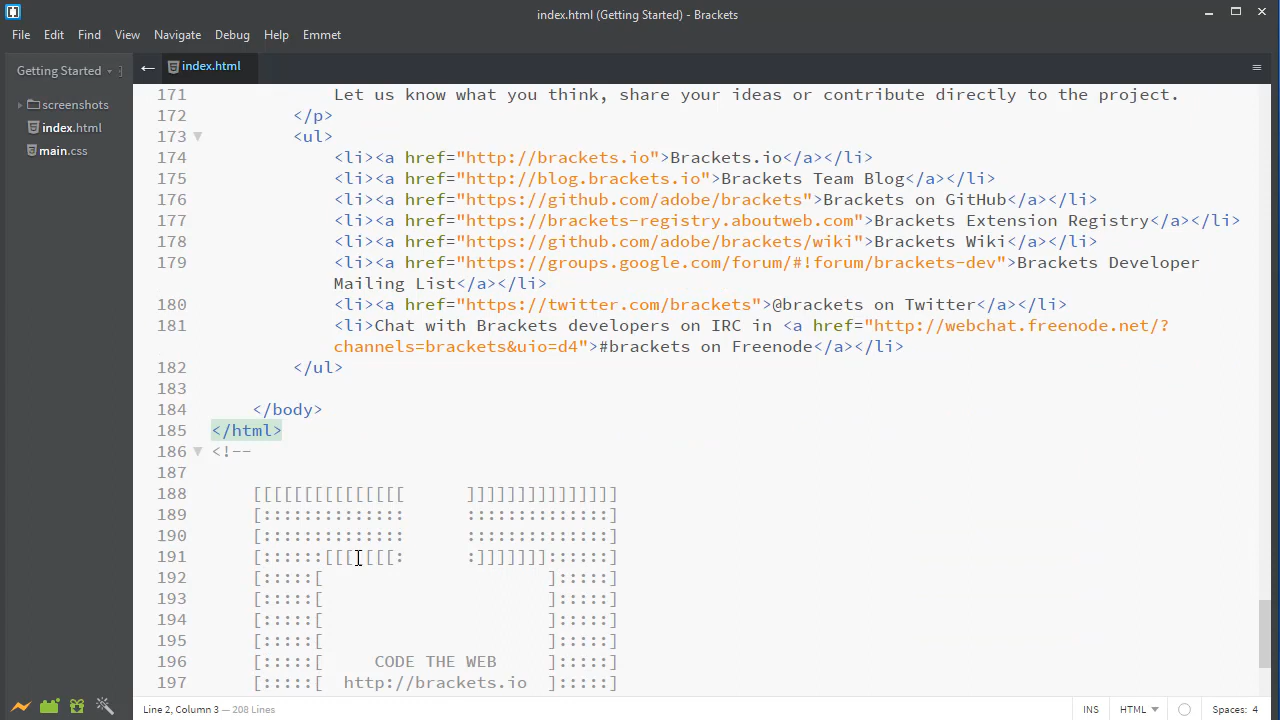 index.html (Getting Started) - Brackets
File Edit Find View Navigate Debug Help Emmet
Getting Started
index.html
screenshots
index.html
main.css
171 Let us know what you think, share your ideas or contribute directly to the project.
172 </p>
173 <ul>
174 <li><a href="http://brackets.io">Brackets.io</a></li>
175 <li><a href="http://blog.brackets.io">Brackets Team Blog</a></li>
176 <li><a href="https://github.com/adobe/brackets">Brackets on GitHub</a></li>
177 <li><a href="https://brackets-registry.aboutweb.com">Brackets Extension Registry</a></li>
178 <li><a href="https://github.com/adobe/brackets/wiki">Brackets Wiki</a></li>
179 <li><a href="https://groups.google.com/forum/#!forum/brackets-dev">Brackets Developer
Mailing List</a></li>
180 <li><a href="https://twitter.com/brackets">@brackets on Twitter</a></li>
181 <li>Chat with Brackets developers on IRC in <a href="http://webchat.freenode.net/?
channels=brackets&uio=d4">#brackets on Freenode</a></li>
182 </ul>
183
184 </body>
185 </html>
186 <!--
187
188 [[[[[[[[[[[[[[[      ]]]]]]]]]]]]]]]
189 [::::::::::::::      ::::::::::::::]
190 [::::::::::::::      ::::::::::::::]
191 [::::::[[[[[[[:      :]]]]]]]::::::]
192 [:::::[                      ]:::::]
193 [:::::[                      ]:::::]
194 [:::::[                      ]:::::]
195 [:::::[                      ]:::::]
196 [:::::[     CODE THE WEB     ]:::::]
197 [:::::[  http://brackets.io  ]:::::]
Line 2, Column 3 — 208 Lines
INS HTML Spaces: 4